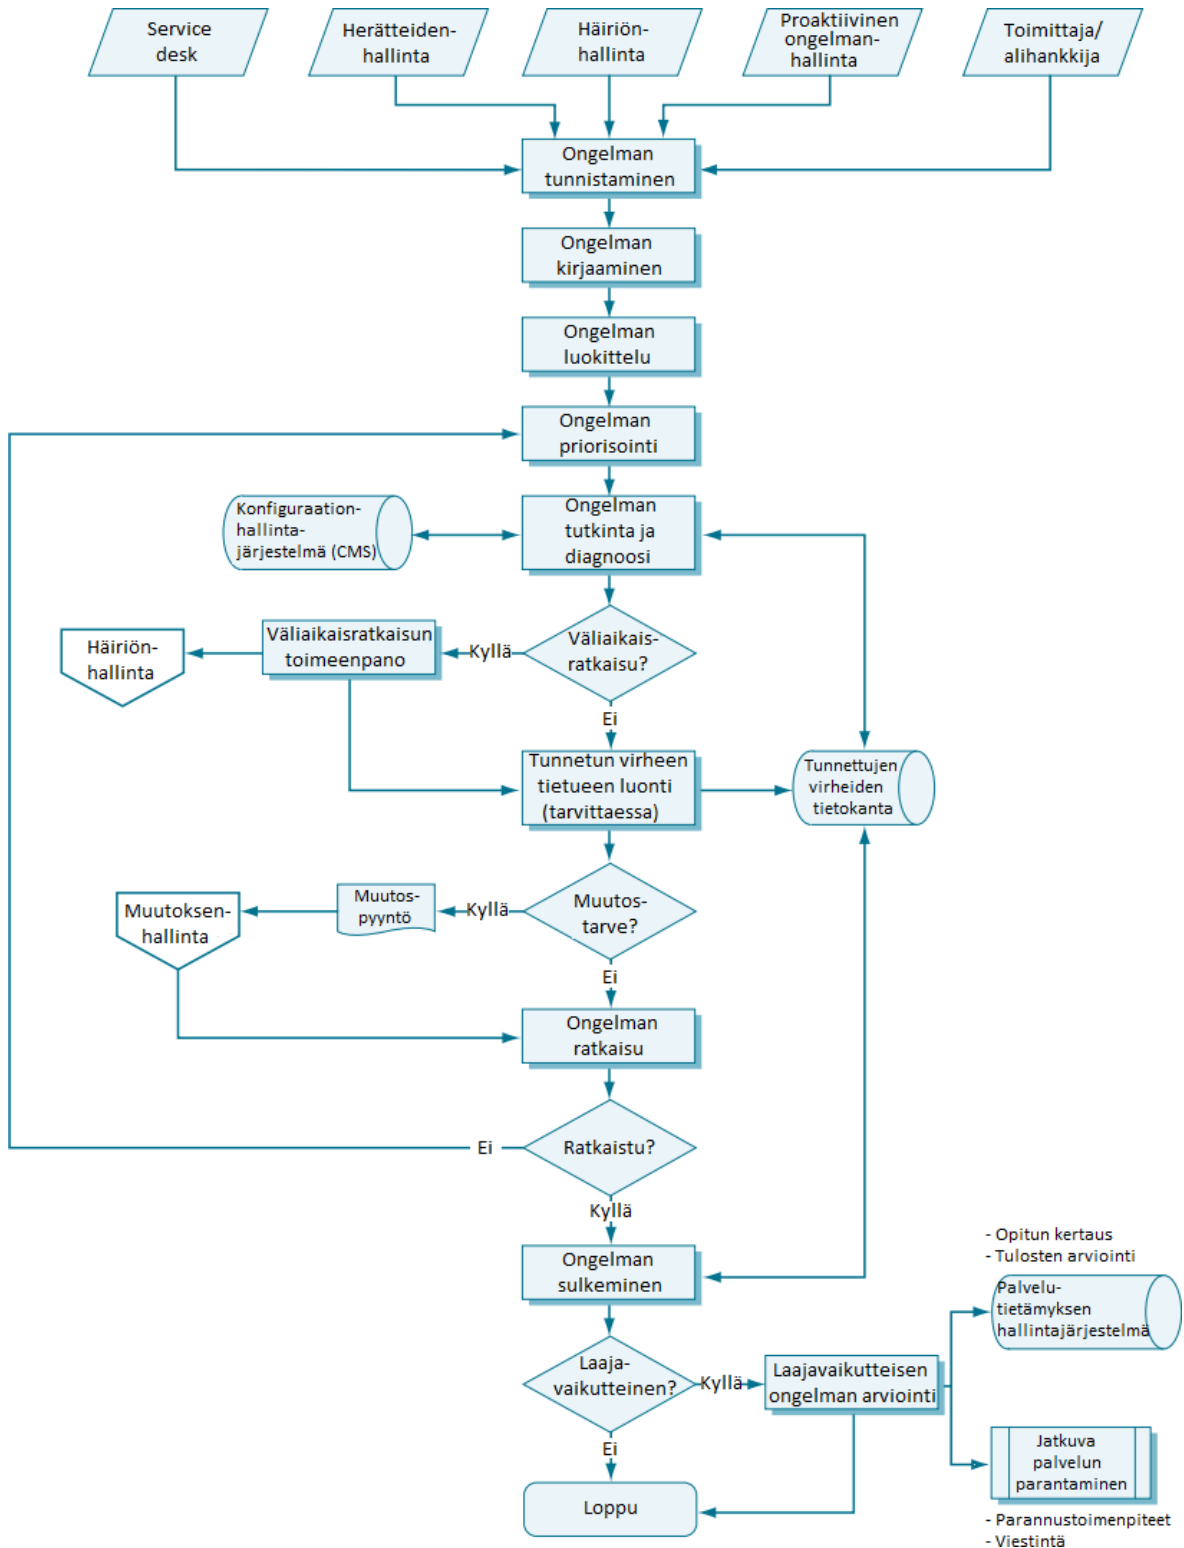 Service
desk
Herätteiden-
hallinta
Häiriön-
hallinta
Proaktiivinen
ongelman-
hallinta
Toimittaja/
alihankkija
Ongelman
tunnistaminen
Ongelman
kirjaaminen
Ongelman
luokittelu
Ongelman
priorisointi
Konfiguraation-
hallinta-
järjestelmä (CMS)
Ongelman
tutkinta ja
diagnoosi
Häiriön-
hallinta
Väliaikaisratkaisun
toimeenpano
Kyllä
Väliaikais-
ratkaisu?
Ei
Tunnetun virheen
tietueen luonti
(tarvittaessa)
Tunnettujen
virheiden
tietokanta
Muutoksen-
hallinta
Muutos-
pyyntö
Kyllä
Muutos-
tarve?
Ei
Ongelman
ratkaisu
Ei
Ratkaistu?
Kyllä
Ongelman
sulkeminen
- Opitun kertaus
- Tulosten arviointi
Palvelu-
tietämyksen
hallintajärjestelmä
Laaja-
vaikutteinen?
Kyllä
Laajavaikutteisen
ongelman arviointi
Ei
Jatkuva
palvelun
parantaminen
Loppu
- Parannustoimenpiteet
- Viestintä